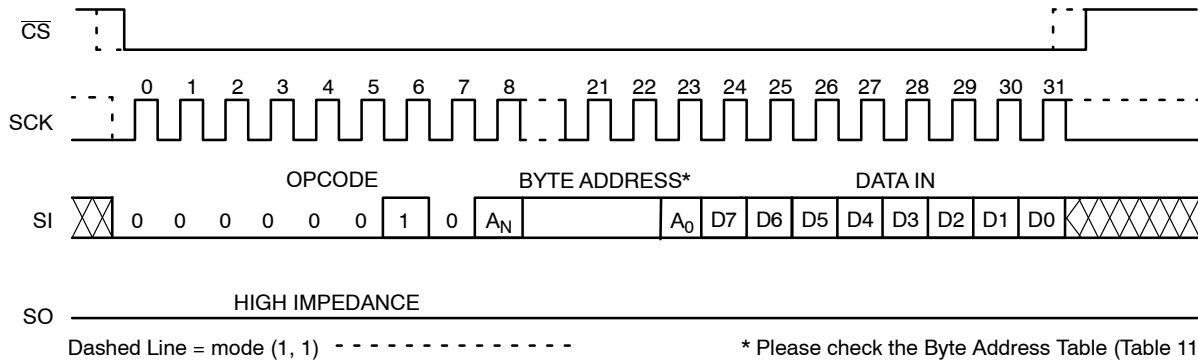 CS
0 1 2 3 4 5 6 7 8 21 22 23 24 25 26 27 28 29 30 31
SCK
OPCODE BYTE ADDRESS* DATA IN
SI 0 0 0 0 0 0 1 0 AN A0 D7 D6 D5 D4 D3 D2 D1 D0
HIGH IMPEDANCE
SO
Dashed Line = mode (1, 1) * Please check the Byte Address Table (Table 11